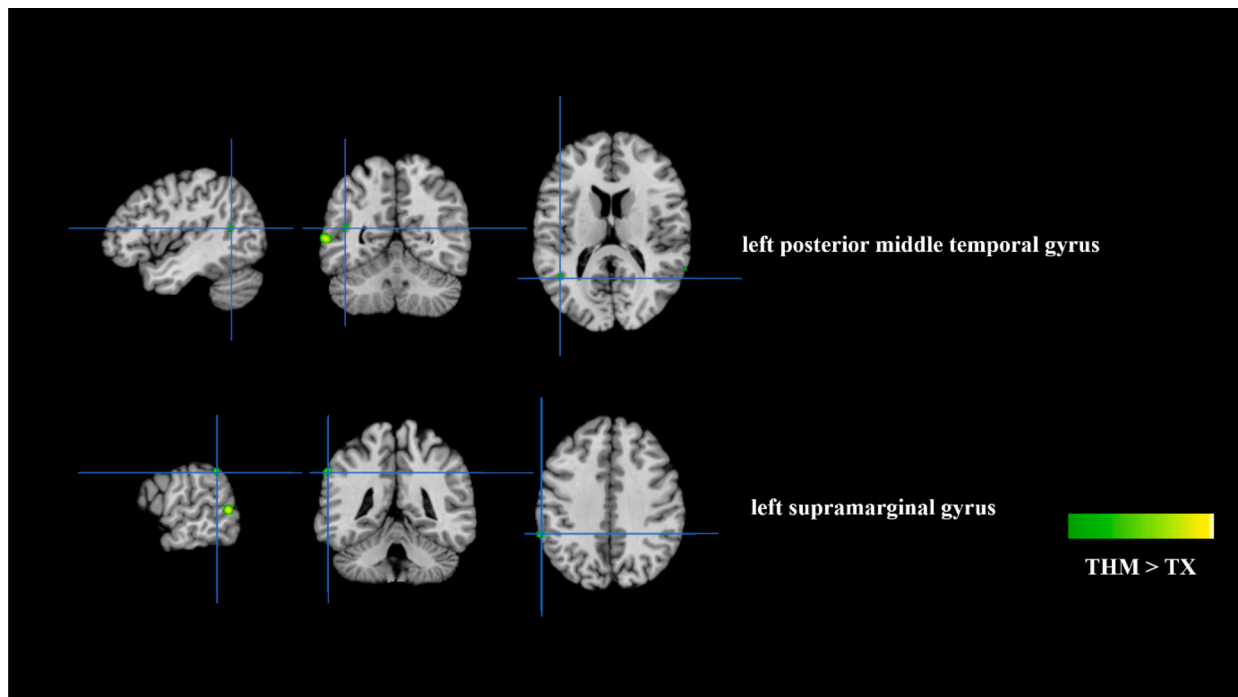 left posterior middle temporal gyrus
left supramarginal gyrus
THM > TX